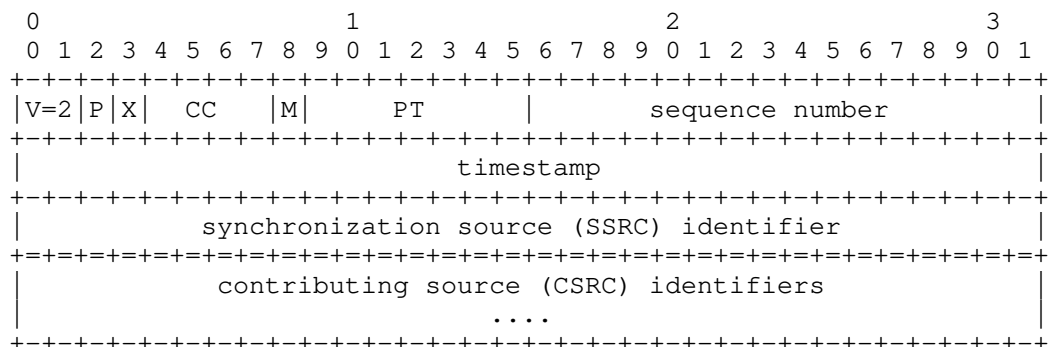 0                   1                   2                   3
 0 1 2 3 4 5 6 7 8 9 0 1 2 3 4 5 6 7 8 9 0 1 2 3 4 5 6 7 8 9 0 1
+-+-+-+-+-+-+-+-+-+-+-+-+-+-+-+-+-+-+-+-+-+-+-+-+-+-+-+-+-+-+-+-+
|V=2|P|X|  CC   |M|     PT      |       sequence number         |
+-+-+-+-+-+-+-+-+-+-+-+-+-+-+-+-+-+-+-+-+-+-+-+-+-+-+-+-+-+-+-+-+
|                           timestamp                           |
+-+-+-+-+-+-+-+-+-+-+-+-+-+-+-+-+-+-+-+-+-+-+-+-+-+-+-+-+-+-+-+-+
|           synchronization source (SSRC) identifier            |
+=+=+=+=+=+=+=+=+=+=+=+=+=+=+=+=+=+=+=+=+=+=+=+=+=+=+=+=+=+=+=+=+
|            contributing source (CSRC) identifiers             |
|                             ....                              |
+-+-+-+-+-+-+-+-+-+-+-+-+-+-+-+-+-+-+-+-+-+-+-+-+-+-+-+-+-+-+-+-+